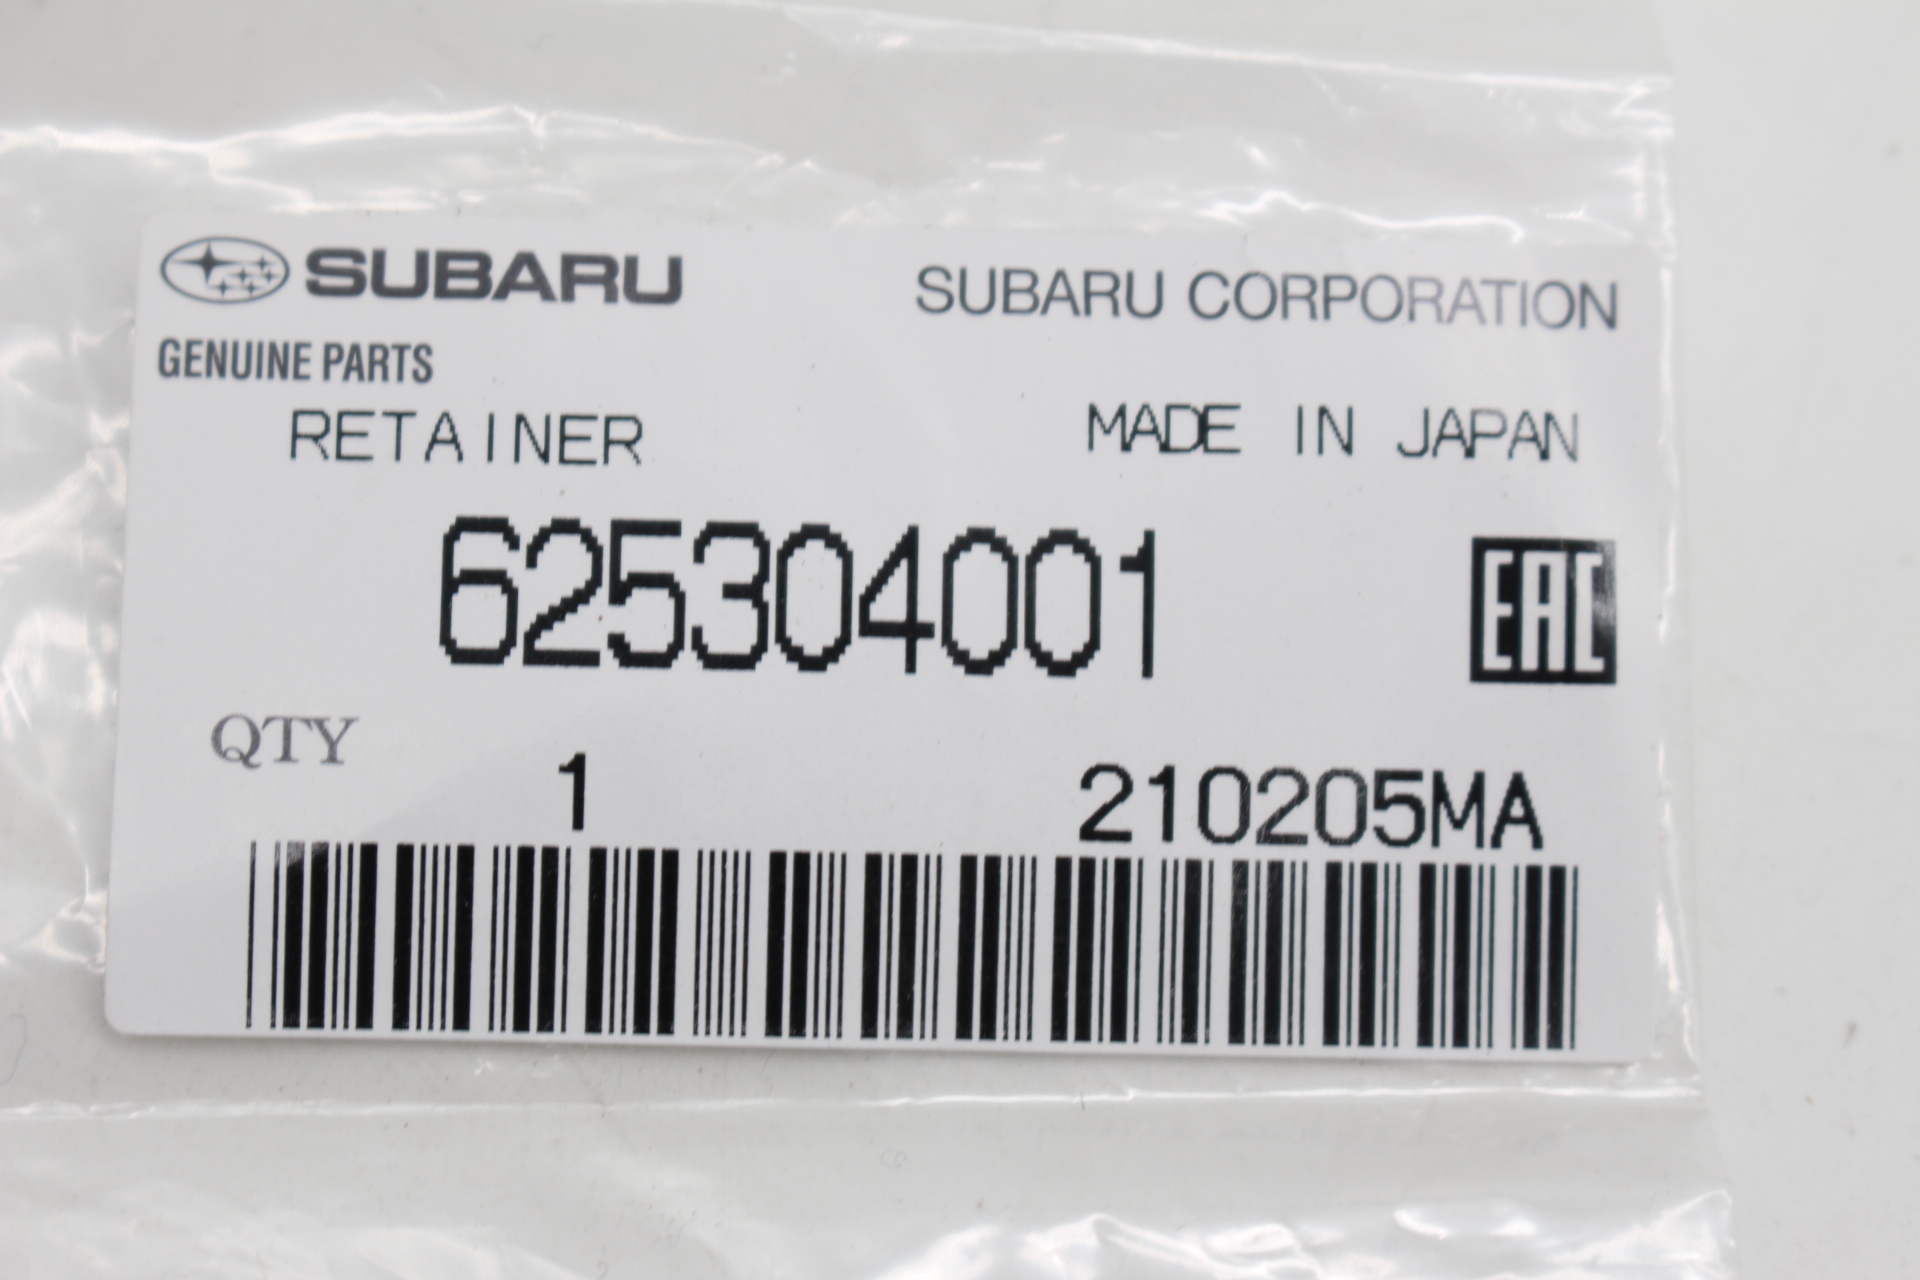 SUBARU SUBARU CORPORATION
GENUINE PARTS
RETAINER MADE IN JAPAN
625304001 EAC
QTY 1 210205MA